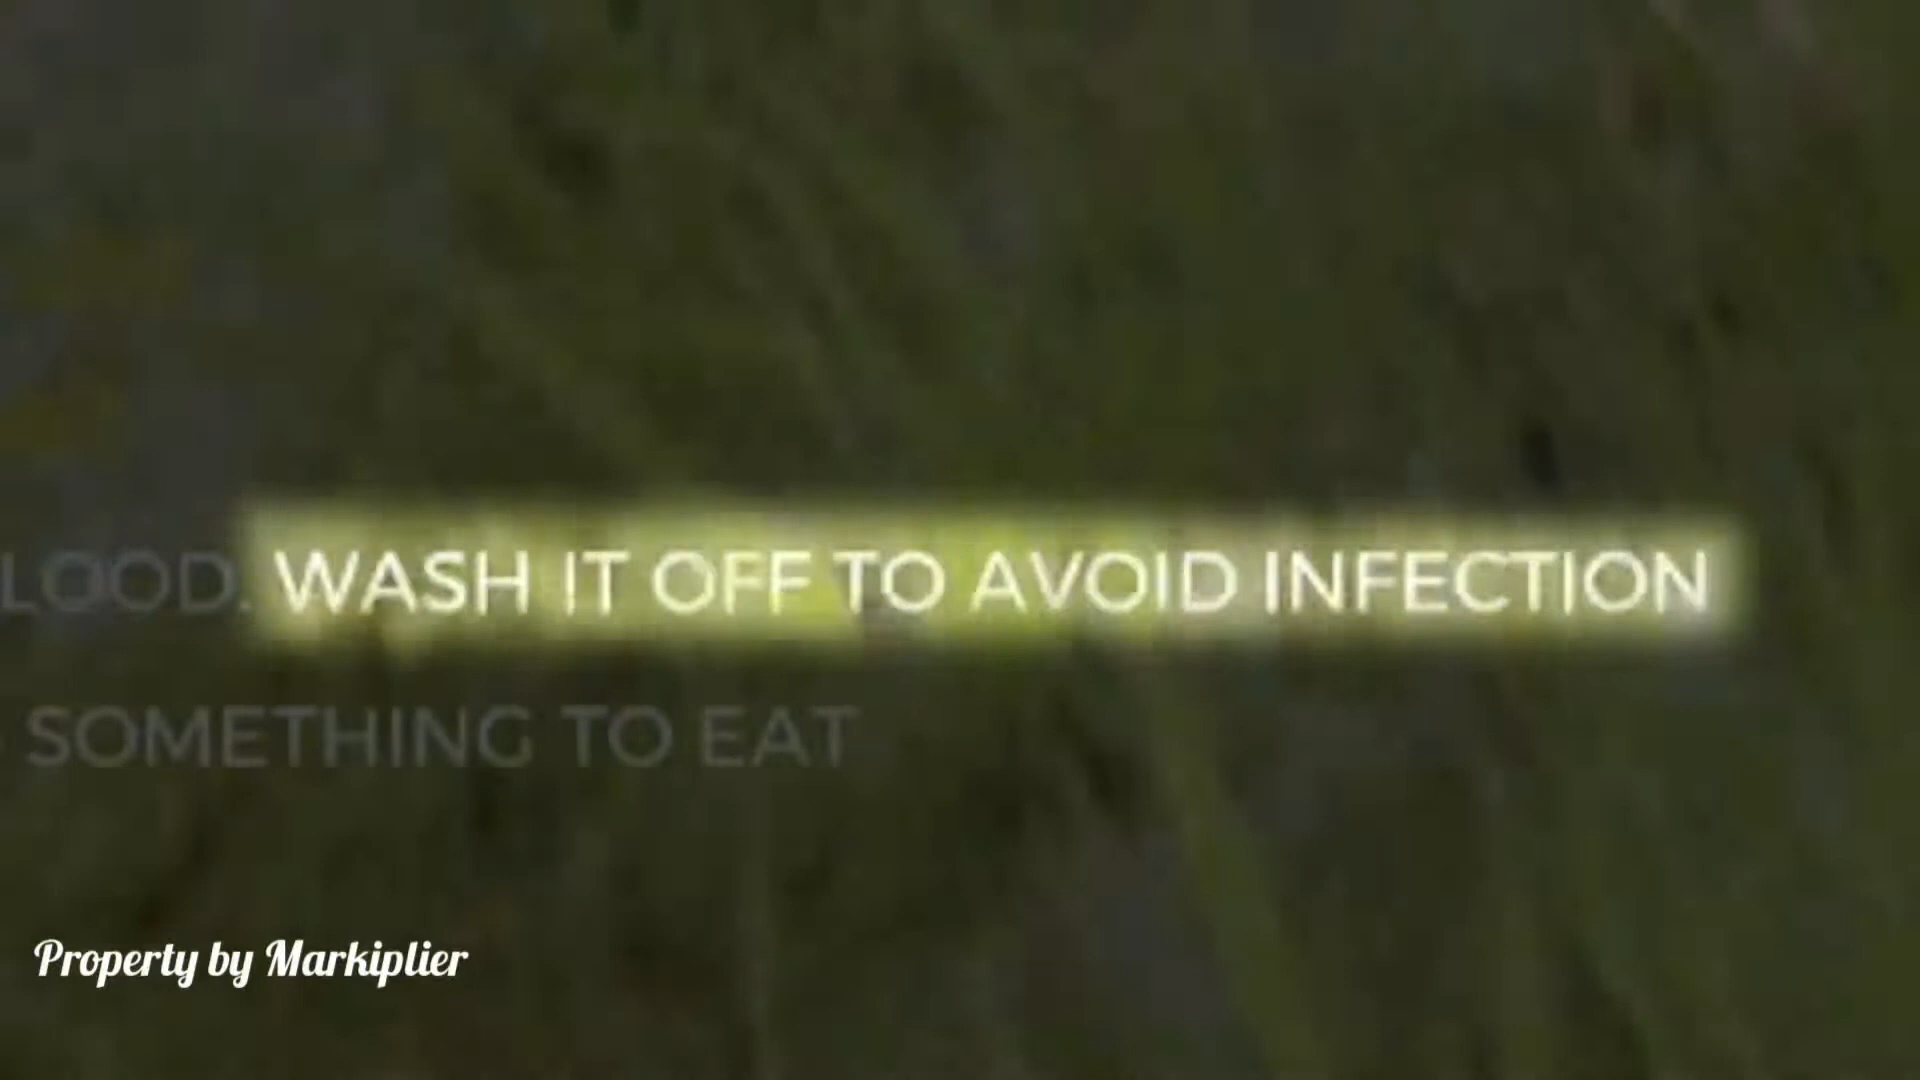 LOOD. WASH IT OFF TO AVOID INFECTION
SOMETHING TO EAT
Property by Markiplier